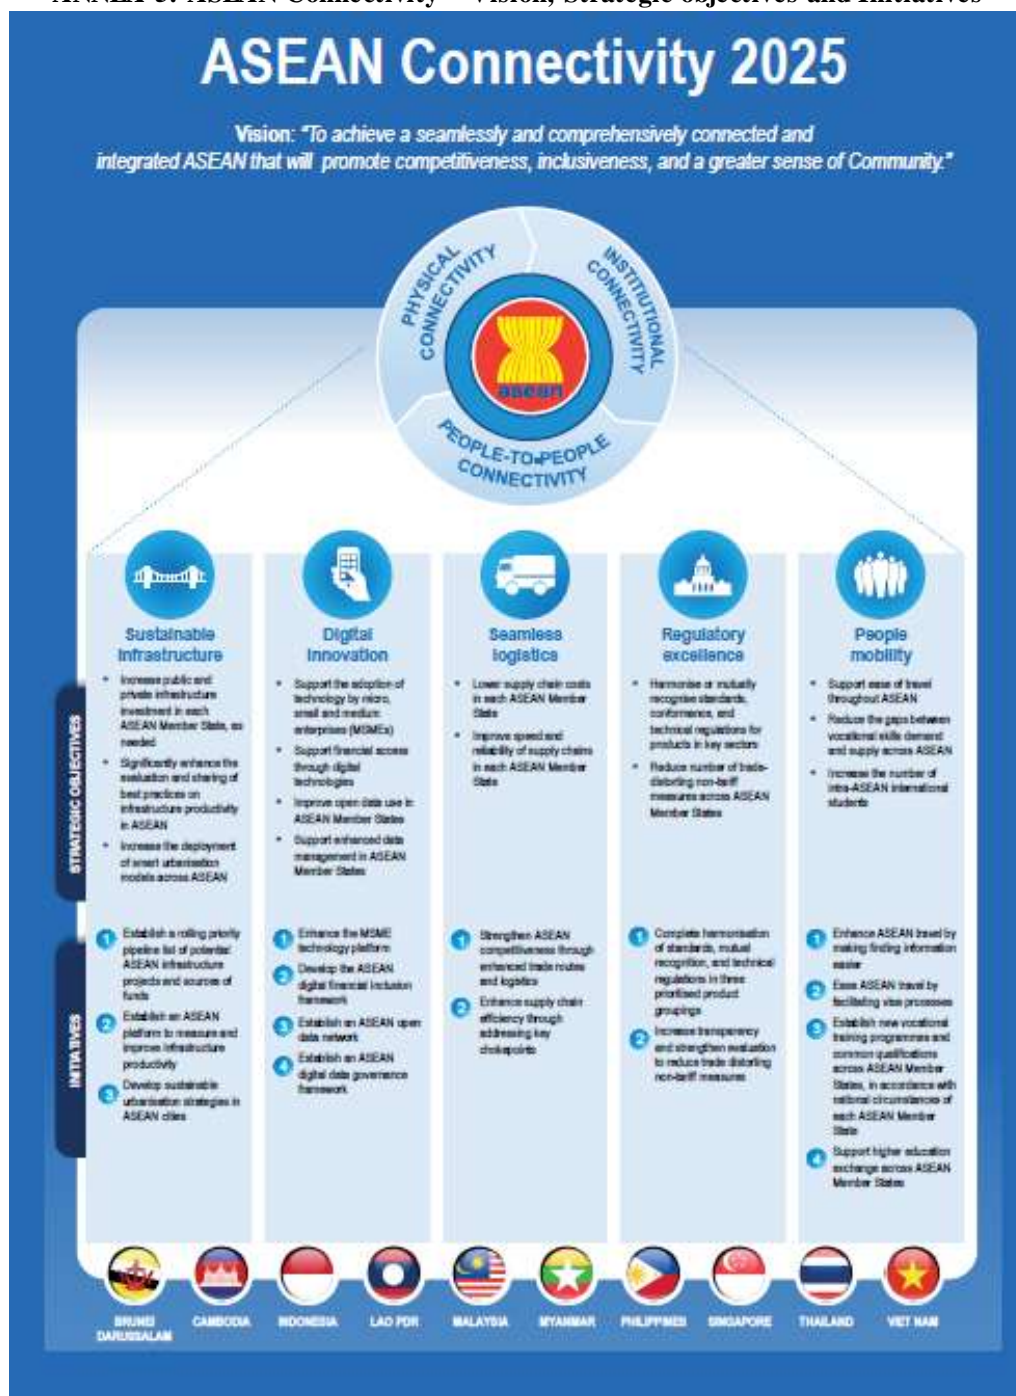 ASEAN Connectivity 2025
Vision: "To achieve a seamlessly and comprehensively connected and
integrated ASEAN that will promote competitiveness, inclusiveness, and a greater sense of Community."
PHYSICAL
CONNECTIVITY
INSTITIUTIONAL
CONNECTIVITY
asean
PEOPLE-TO-PEOPLE
CONNECTIVITY
STRATEGIC OBJECTIVES
INITIATIVES
Sustainable
Infrastructure
• Increase public and
private infrastructure
investment in each
ASEAN Member State, as
needed
• Significantly enhance the
evaluation and sharing of
best practices on
infrastructure productivity
in ASEAN
• Increase the deployment
of smart urbanisation
models across ASEAN
1 Establish a rolling priority
pipeline list of potential
ASEAN infrastructure
projects and sources of
funds
2 Establish an ASEAN
platform to measure and
improve infrastructure
productivity
3 Develop sustainable
urbanisation strategies in
ASEAN cities
Digital
Innovation
• Support the adoption of
technology by micro,
small and medium
enterprises (MSMEs)
• Support financial access
through digital
technologies
• Improve open data use in
ASEAN Member States
• Support enhanced data
management in ASEAN
Member States
1 Enhance the MSME
technology platform
2 Develop the ASEAN
digital financial inclusion
framework
3 Establish an ASEAN open
data network
4 Establish an ASEAN
digital data governance
framework
Seamless
logistics
• Lower supply chain costs
in each ASEAN Member
State
• Improve speed and
reliability of supply chains
in each ASEAN Member
State
1 Strengthen ASEAN
competitiveness through
enhanced trade routes
and logistics
2 Enhance supply chain
efficiency through
addressing key
chokepoints
Regulatory
excellence
• Harmonise or mutually
recognise standards,
conformance, and
technical regulations for
products in key sectors
• Reduce number of trade-
distorting non-tariff
measures across ASEAN
Member States
1 Complete harmonisation
of standards, mutual
recognition, and technical
regulations in three
prioritised product
groupings
2 Increase transparency
and strengthen evaluation
to reduce trade distorting
non-tariff measures
People
mobility
• Support ease of travel
throughout ASEAN
• Reduce the gaps between
vocational skills demand
and supply across ASEAN
• Increase the number of
intra-ASEAN international
students
1 Enhance ASEAN travel by
making finding information
easier
2 Ease ASEAN travel by
facilitating visa processes
3 Establish new vocational
training programmes and
common qualifications
across ASEAN Member
States, in accordance with
national circumstances of
each ASEAN Member
State
4 Support higher education
exchange across ASEAN
Member States
BRUNEI
DARUSSALAM
CAMBODIA
INDONESIA
LAO PDR
MALAYSIA
MYANMAR
PHILIPPINES
SINGAPORE
THAILAND
VIET NAM